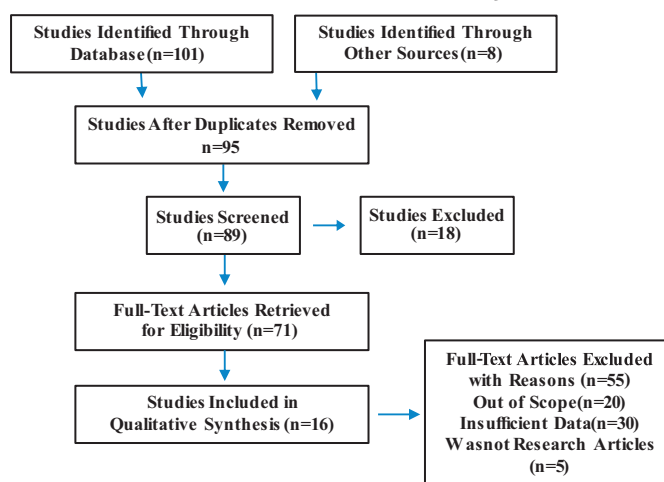 Studies Identified Through
Database(n=101)
Studies Identified Through
Other Sources(n=8)
Studies After Duplicates Removed
n=95
Studies Screened
(n=89)
Studies Excluded
(n=18)
Full-Text Articles Retrieved
for Eligibility (n=71)
Studies Included in
Qualitative Synthesis (n=16)
Full-Text Articles Excluded
with Reasons (n=55)
Out of Scope(n=20)
Insufficient Data(n=30)
Wasnot Research Articles
(n=5)